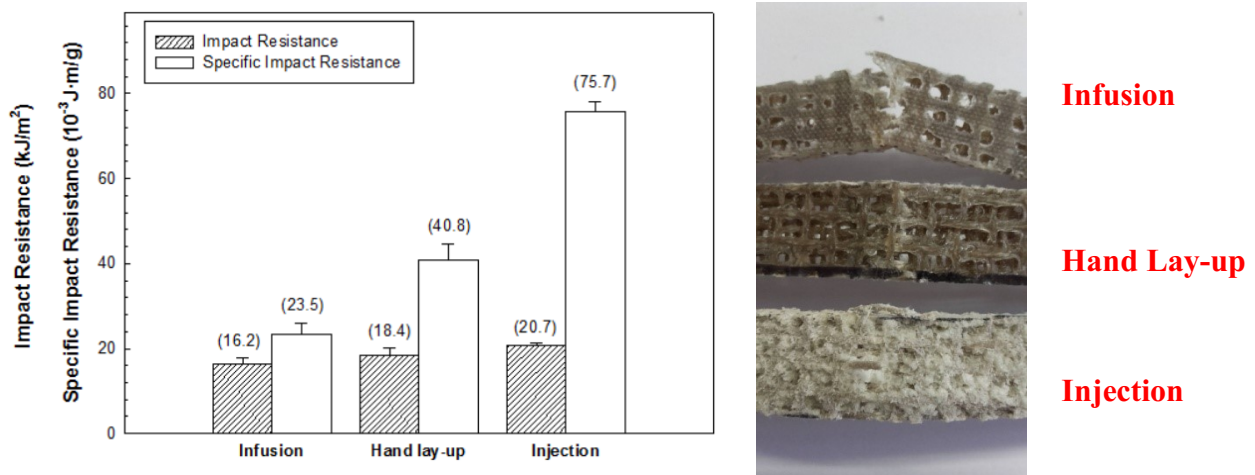 Impact Resistance (kJ/m²)
Specific Impact Resistance (10⁻³ J·m/g)
Impact Resistance
Specific Impact Resistance
80
60
40
20
0
(16.2)
(23.5)
(18.4)
(40.8)
(20.7)
(75.7)
Infusion
Hand lay-up
Injection
Infusion
Hand Lay-up
Injection